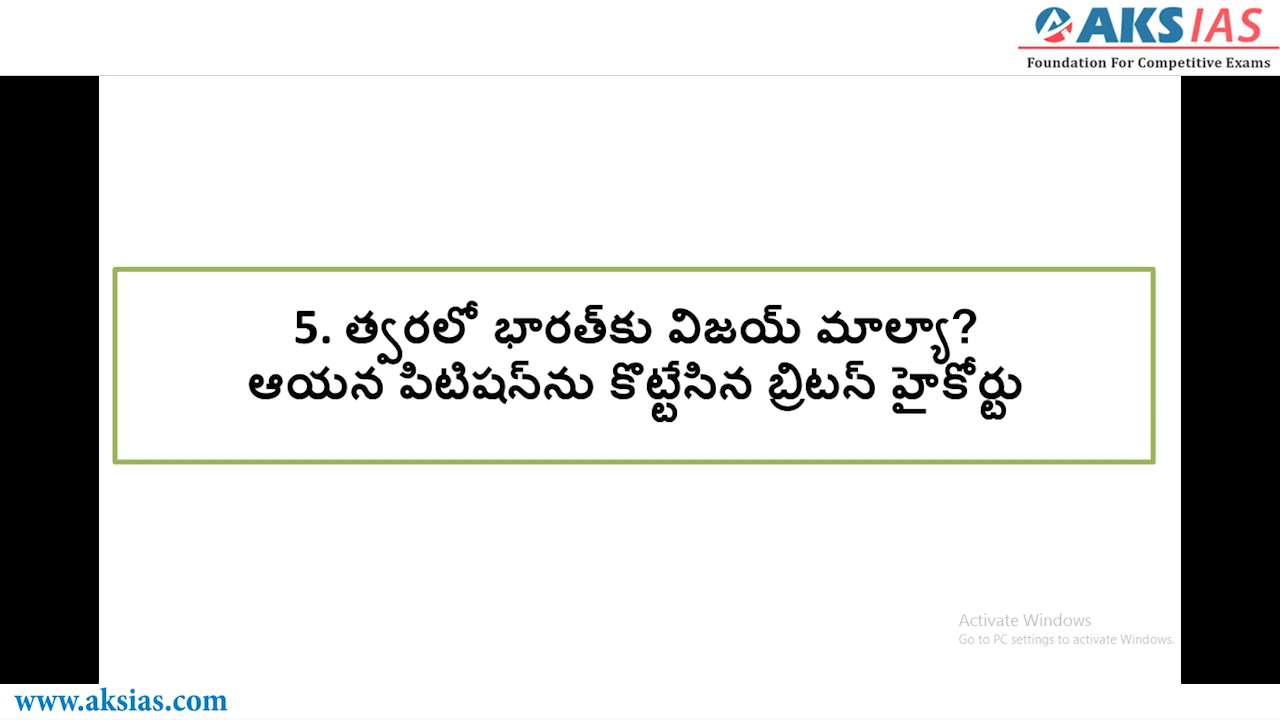 AKS IAS
Foundation For Competitive Exams
5. త్వరలో భారత్‌కు విజయ్ మాల్యా?
ఆయన పిటిషన్‌ను కొట్టేసిన బ్రిటన్ హైకోర్టు
Activate Windows
Go to PC settings to activate Windows.
www.aksias.com